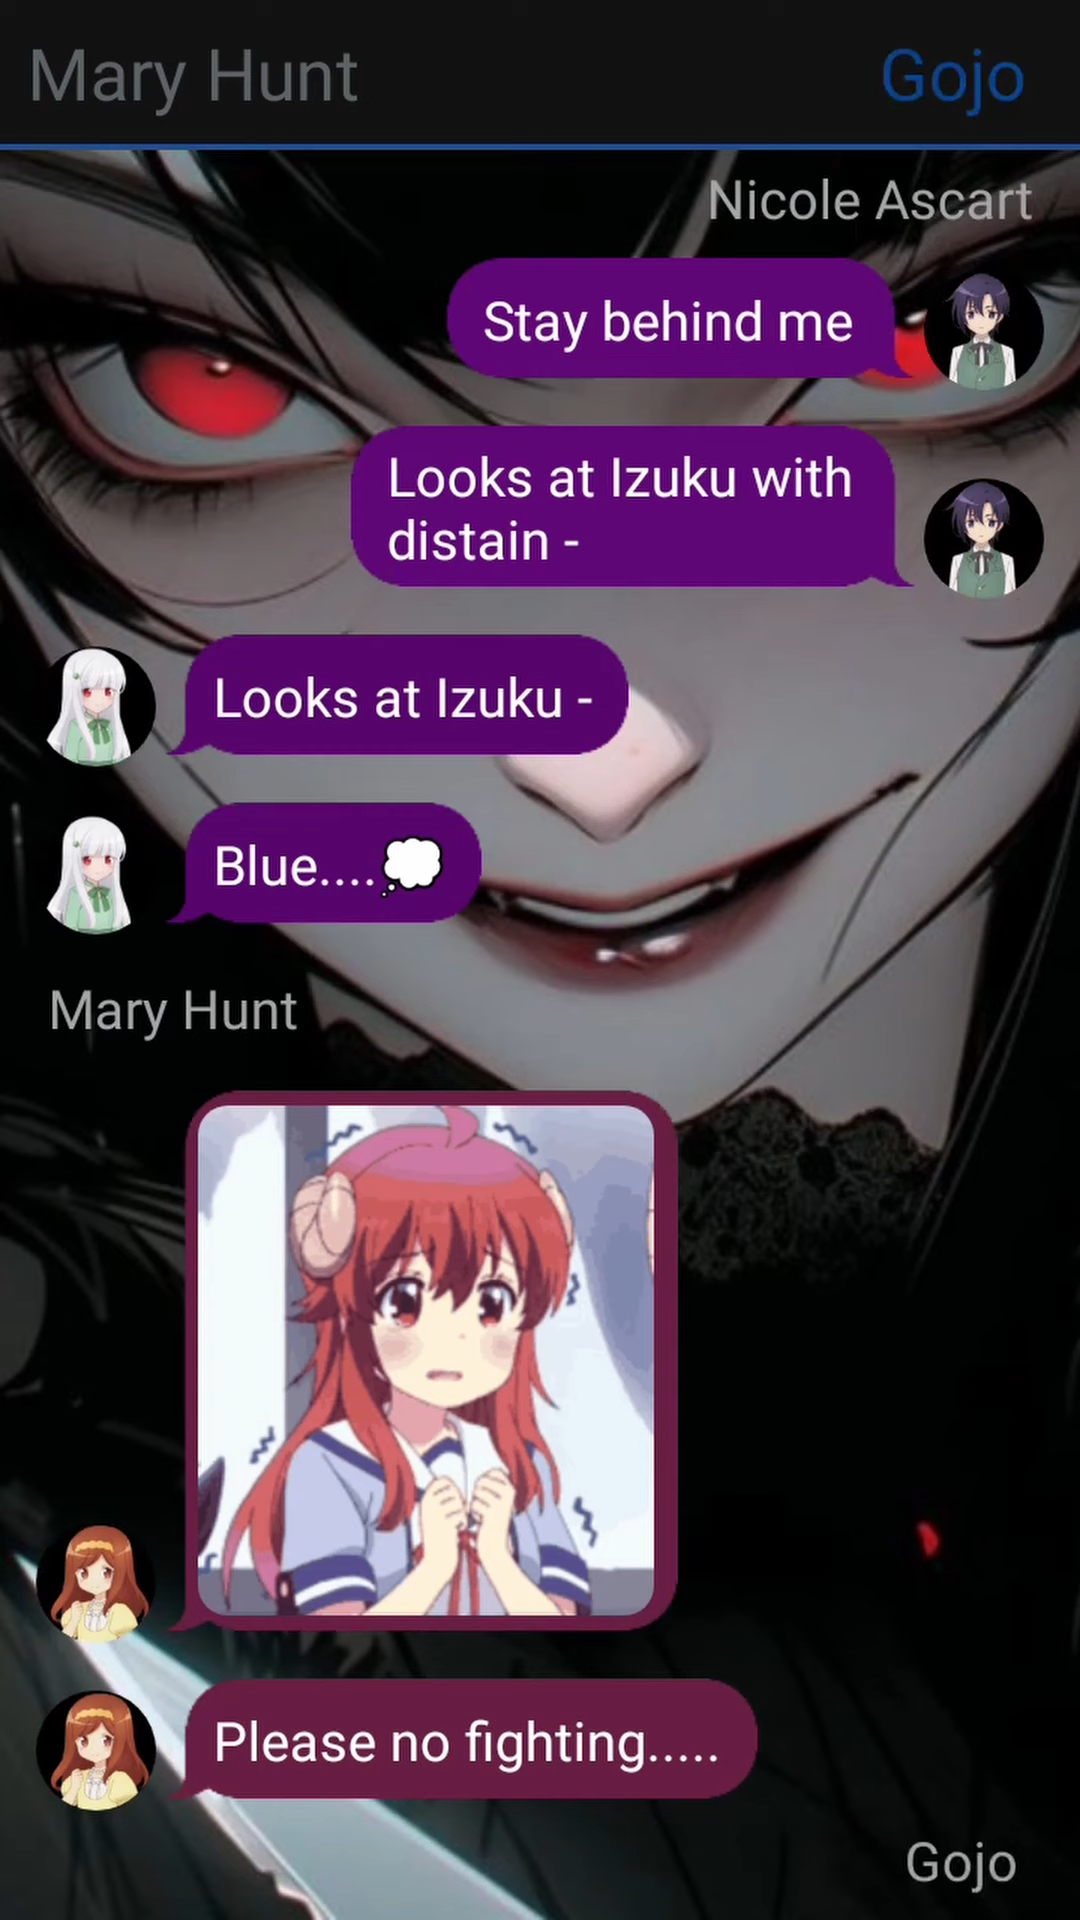 Mary Hunt
Gojo
Nicole Ascart
Stay behind me
Looks at Izuku with
distain -
Looks at Izuku -
Blue....💭
Mary Hunt
Please no fighting.....
Gojo